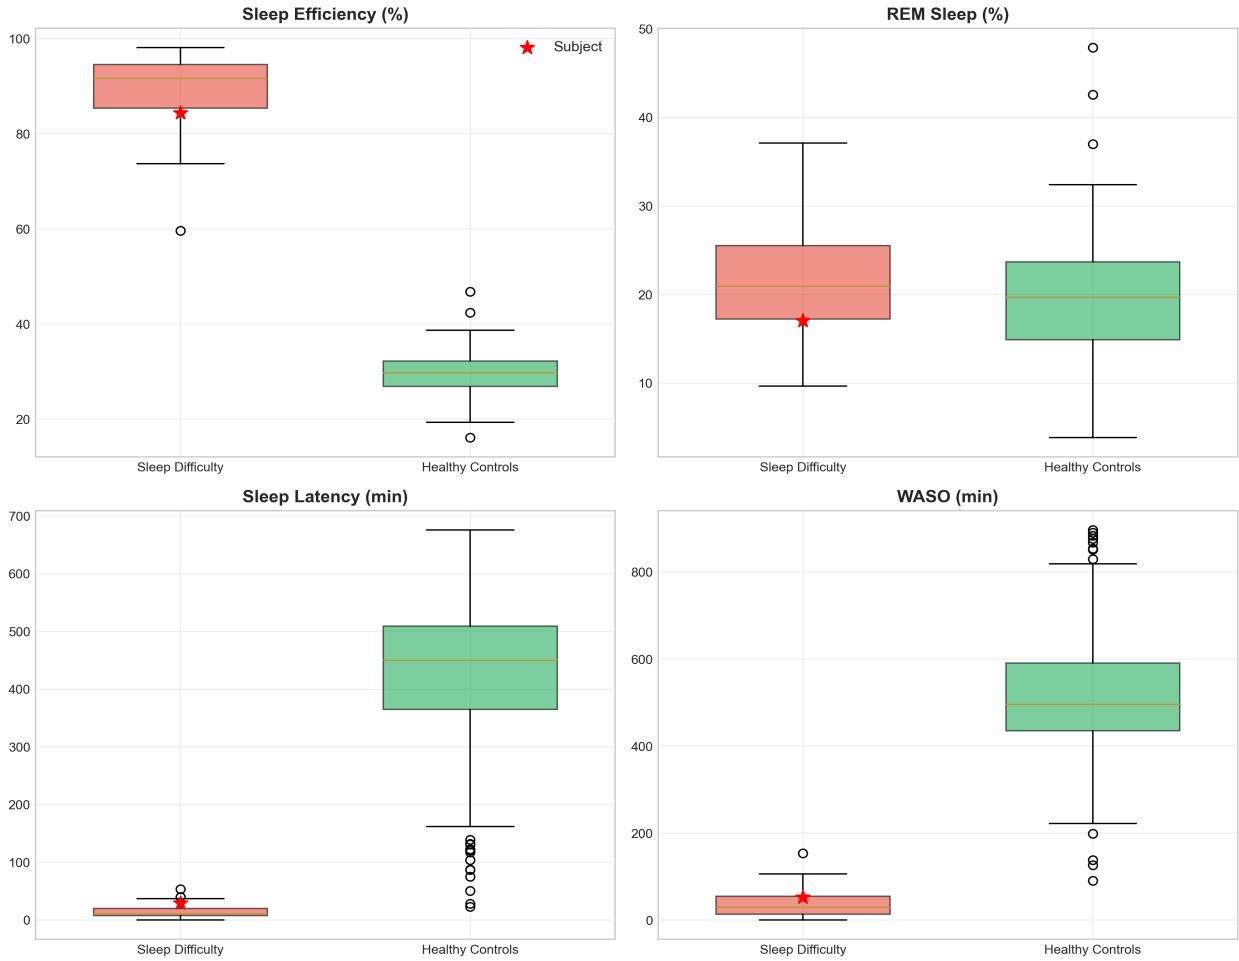 Sleep Efficiency (%)
100
80
60
40
20
Subject
Sleep Difficulty
Healthy Controls
REM Sleep (%)
50
40
30
20
10
Sleep Difficulty
Healthy Controls
Sleep Latency (min)
700
600
500
400
300
200
100
0
Sleep Difficulty
Healthy Controls
WASO (min)
800
600
400
200
0
Sleep Difficulty
Healthy Controls